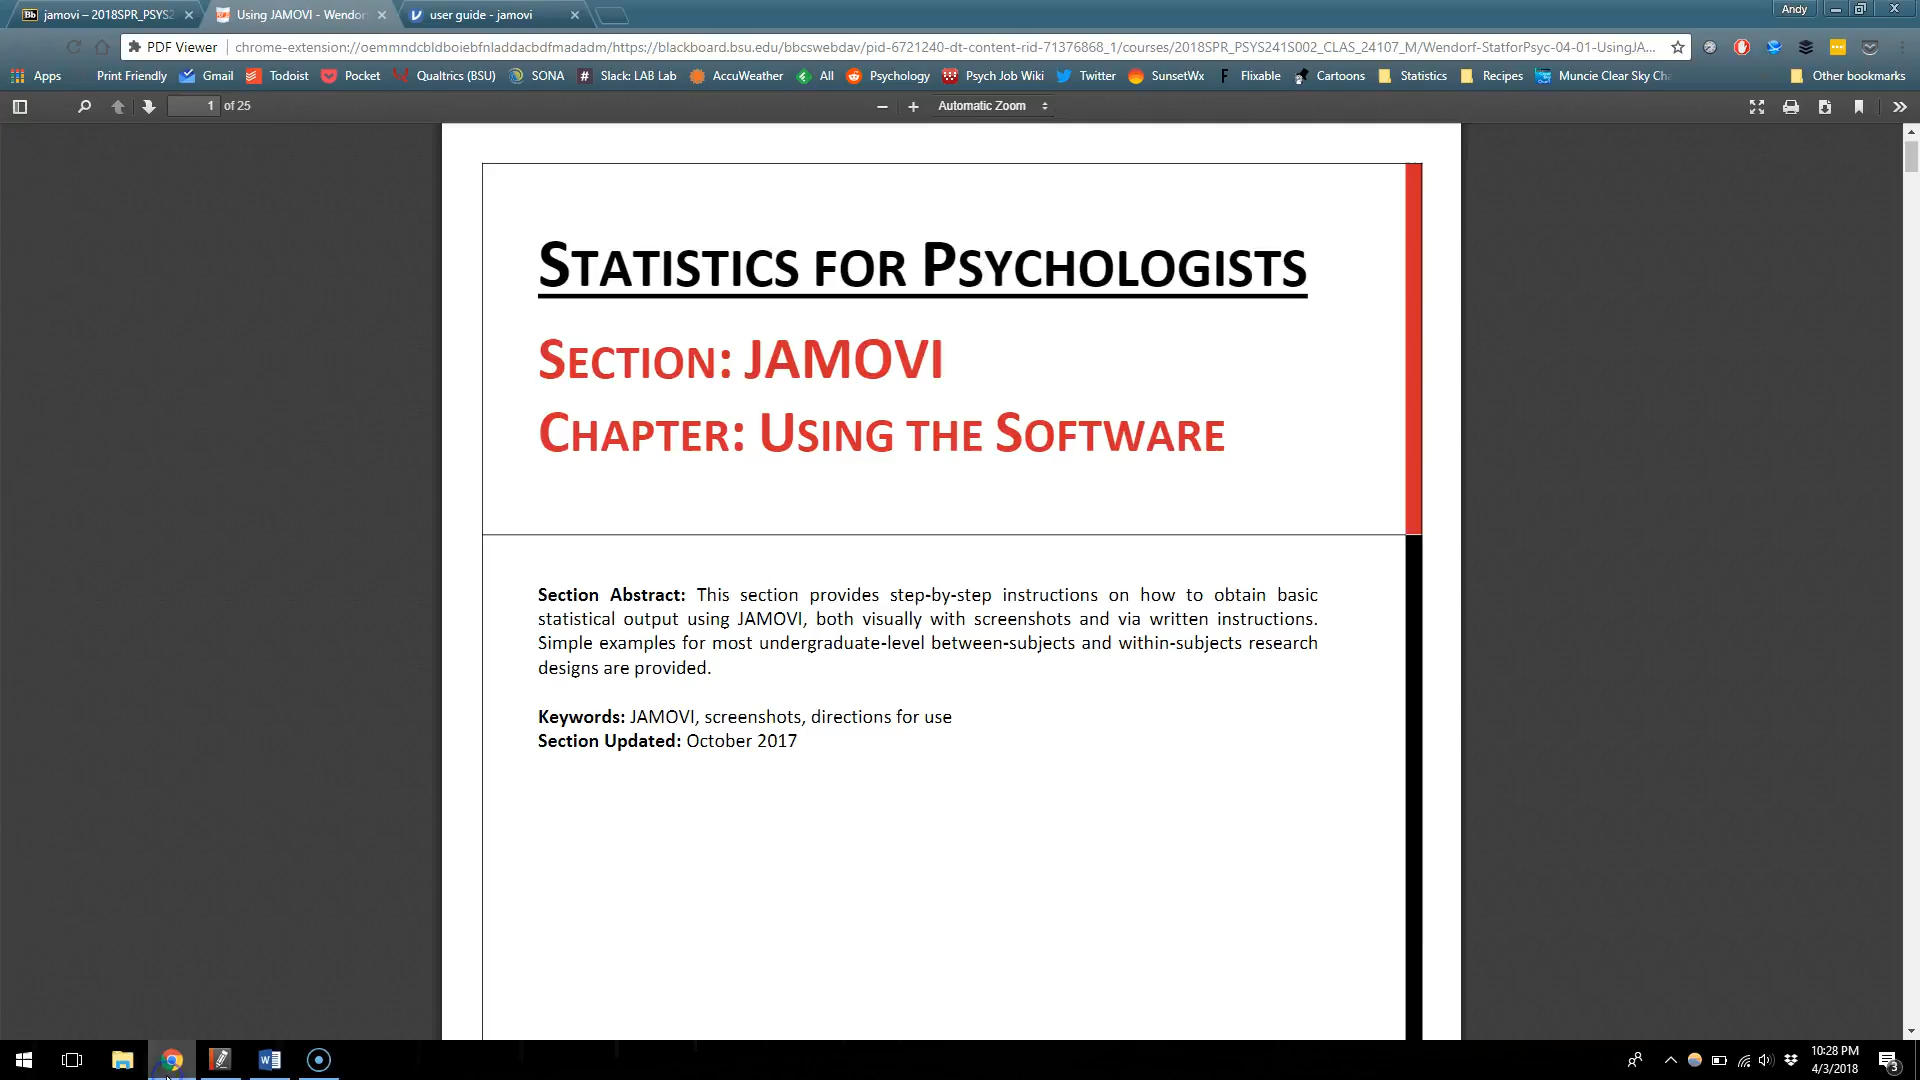 jamovi – 2018SPR_PSYS2
Using JAMOVI - Wendor
user guide - jamovi
Andy
PDF Viewer
chrome-extension://oemmndcbldboiebfnladdacbdfmadadm/https://blackboard.bsu.edu/bbcswebdav/pid-6721240-dt-content-rid-71376868_1/courses/2018SPR_PSYS241S002_CLAS_24107_M/Wendorf-StatforPsyc-04-01-UsingJA...
Apps Print Friendly Gmail Todoist Pocket Qualtrics (BSU) SONA Slack: LAB Lab AccuWeather All Psychology Psych Job Wiki Twitter SunsetWx Flixable Cartoons Statistics Recipes Muncie Clear Sky Cha Other bookmarks
1 of 25
Automatic Zoom
STATISTICS FOR PSYCHOLOGISTS
SECTION: JAMOVI
CHAPTER: USING THE SOFTWARE
Section Abstract: This section provides step-by-step instructions on how to obtain basic
statistical output using JAMOVI, both visually with screenshots and via written instructions.
Simple examples for most undergraduate-level between-subjects and within-subjects research
designs are provided.
Keywords: JAMOVI, screenshots, directions for use
Section Updated: October 2017
10:28 PM
4/3/2018
3